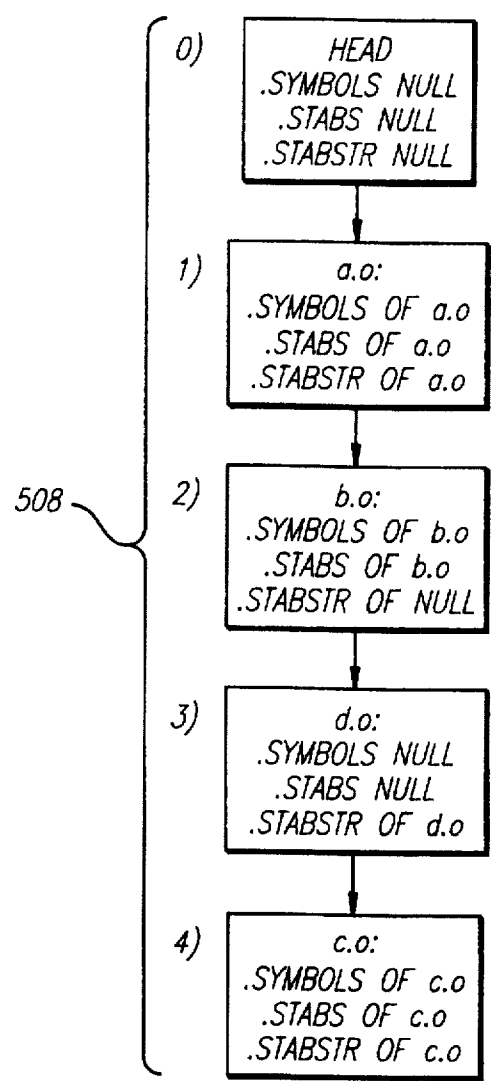 0)
HEAD
.SYMBOLS NULL
.STABS NULL
.STABSTR NULL
1)
a.o:
.SYMBOLS OF a.o
.STABS OF a.o
.STABSTR OF a.o
508
2)
b.o:
.SYMBOLS OF b.o
.STABS OF b.o
.STABSTR OF NULL
3)
d.o:
.SYMBOLS NULL
.STABS NULL
.STABSTR OF d.o
4)
c.o:
.SYMBOLS OF c.o
.STABS OF c.o
.STABSTR OF c.o